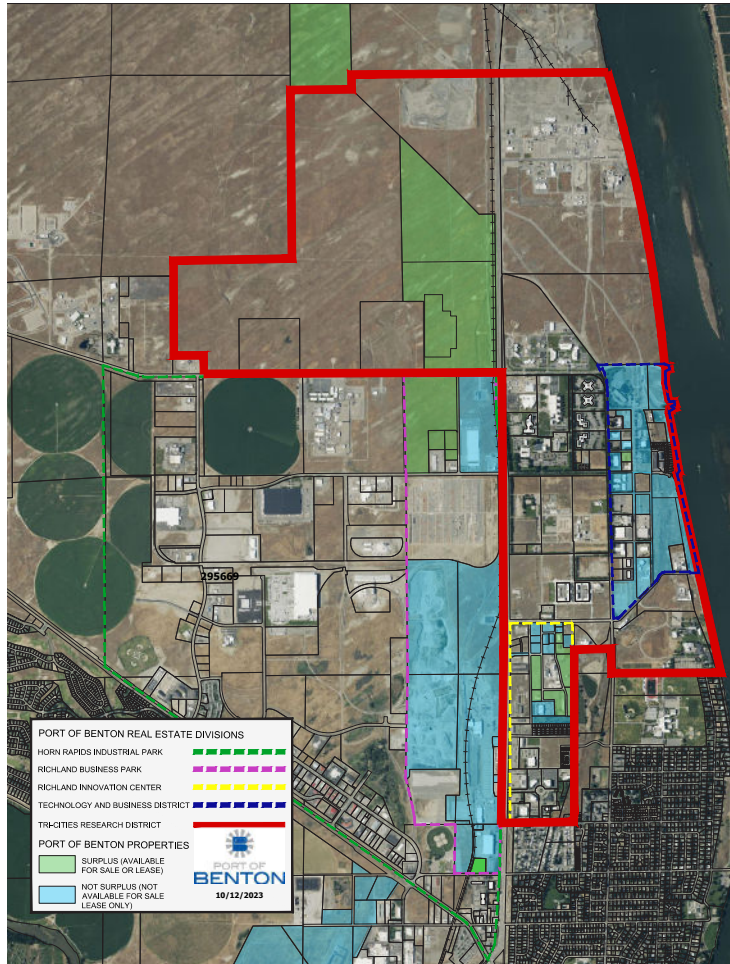 295669
PORT OF BENTON REAL ESTATE DIVISIONS
HORN RAPIDS INDUSTRIAL PARK
RICHLAND BUSINESS PARK
RICHLAND INNOVATION CENTER
TECHNOLOGY AND BUSINESS DISTRICT
TRI-CITIES RESEARCH DISTRICT
PORT OF BENTON PROPERTIES
SURPLUS (AVAILABLE
FOR SALE OR LEASE)
NOT SURPLUS (NOT
AVAILABLE FOR SALE
LEASE ONLY)
PORT OF
BENTON
10/12/2023